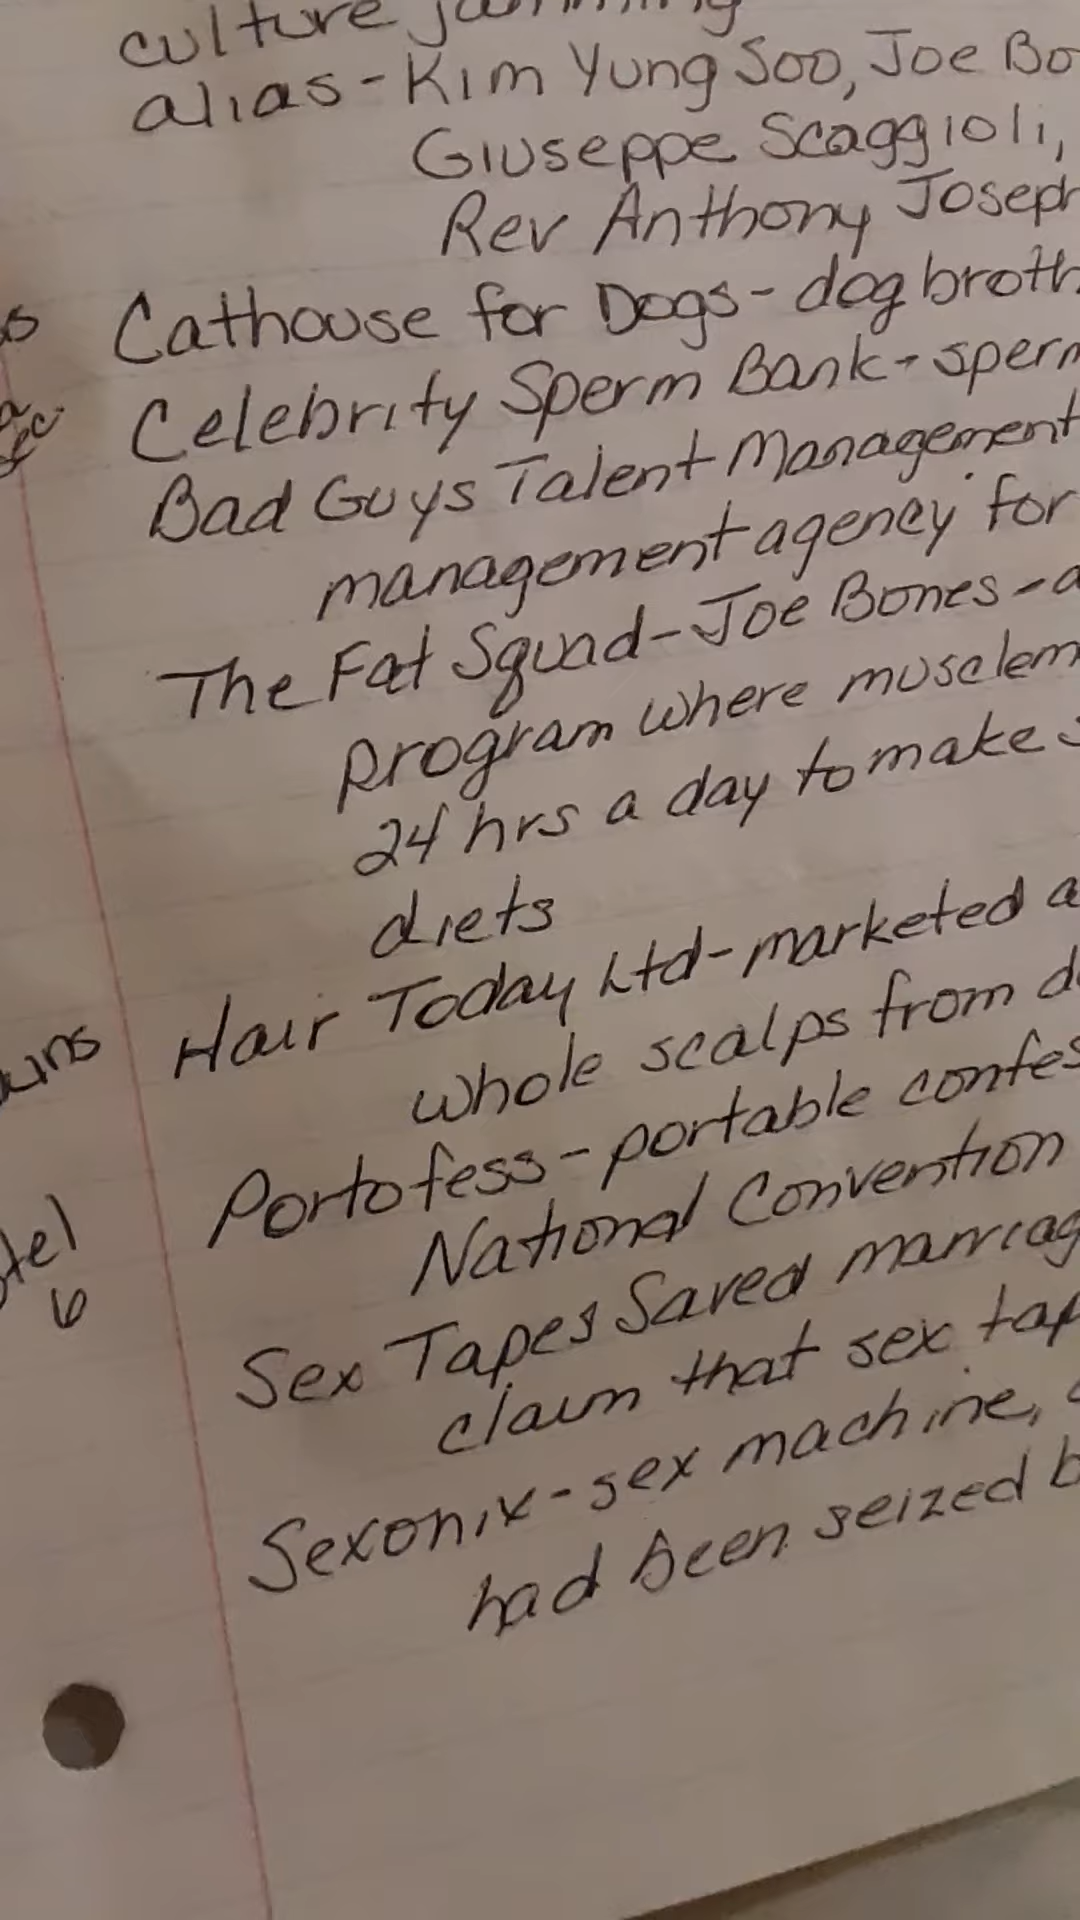 culture jamming
alias - Kim Yung Soo, Joe Bo
Giuseppe Scaggioli,
Rev Anthony Joseph
Cathouse for Dogs - dog broth
Celebrity Sperm Bank - sperm
Bad Guys Talent Management
management agency for
The Fat Squad - Joe Bones - a
program where musclem
24 hrs a day to make s
diets
Hair Today Ltd - marketed a
whole scalps from d
Portofess - portable confes
National Convention
Sex Tapes Saved marriag
claim that sex tap
Sexonix - sex machine,
had been seized b
6